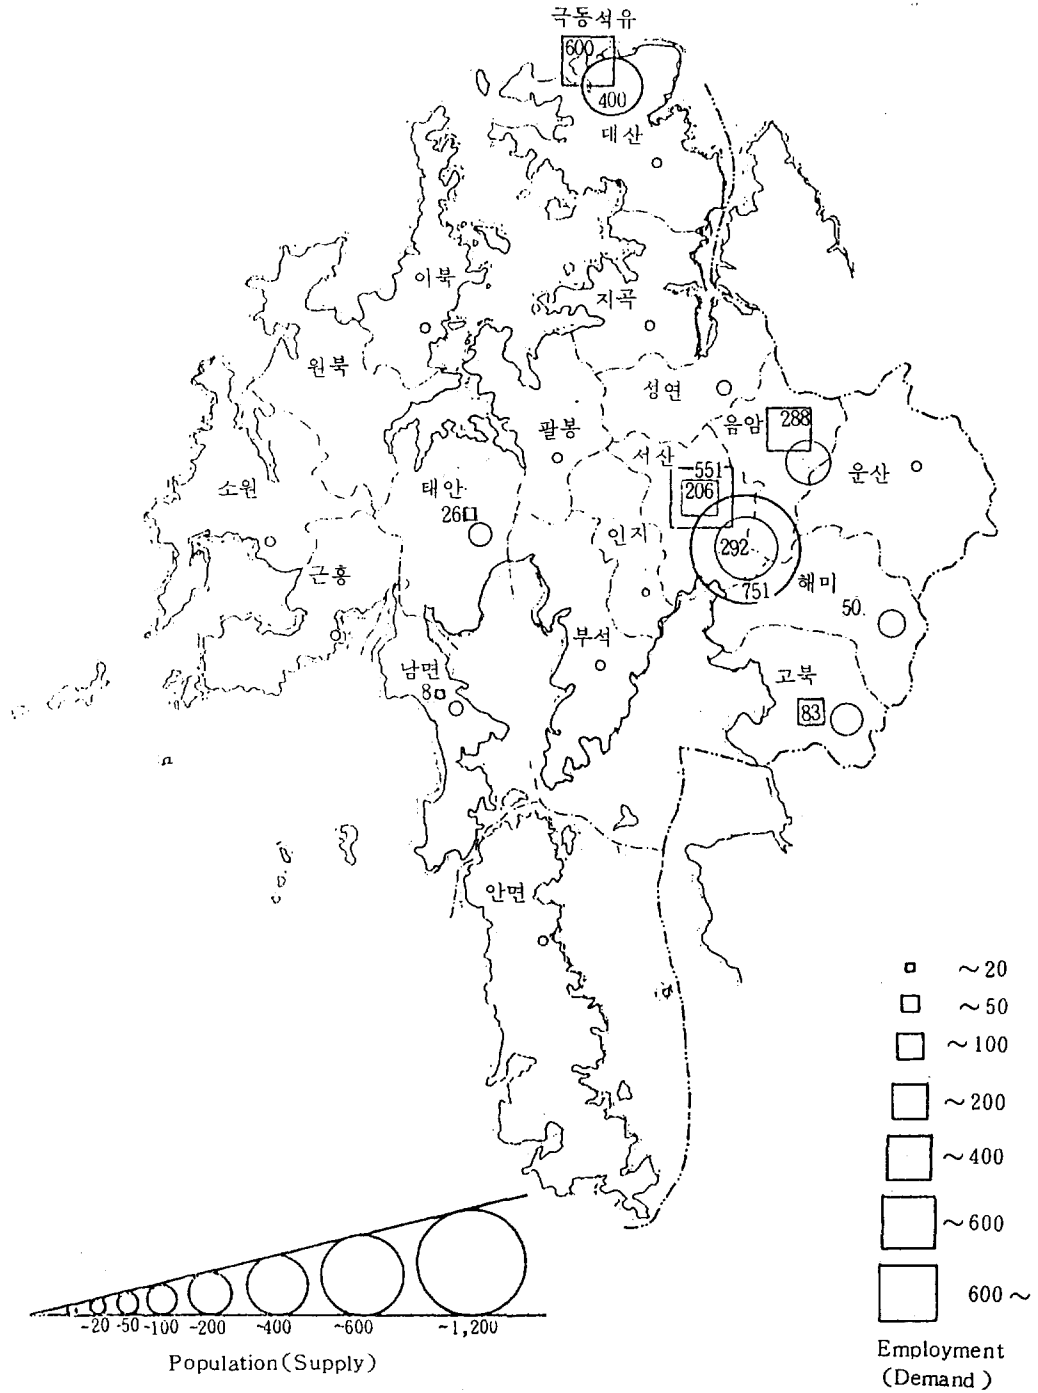 극동석유
600
400
대산
이북
지곡
원북
성연
음암
288
팔봉
서산
551
운산
소원
태안
206
26
인지
292
근흥
해미
751
50.
부석
남면
고북
8
83
안면
~20
~50
~100
~200
~400
~600
600~
~20 ~50 ~100 ~200 ~400 ~600 ~1,200
Population(Supply)
Employment
(Demand)